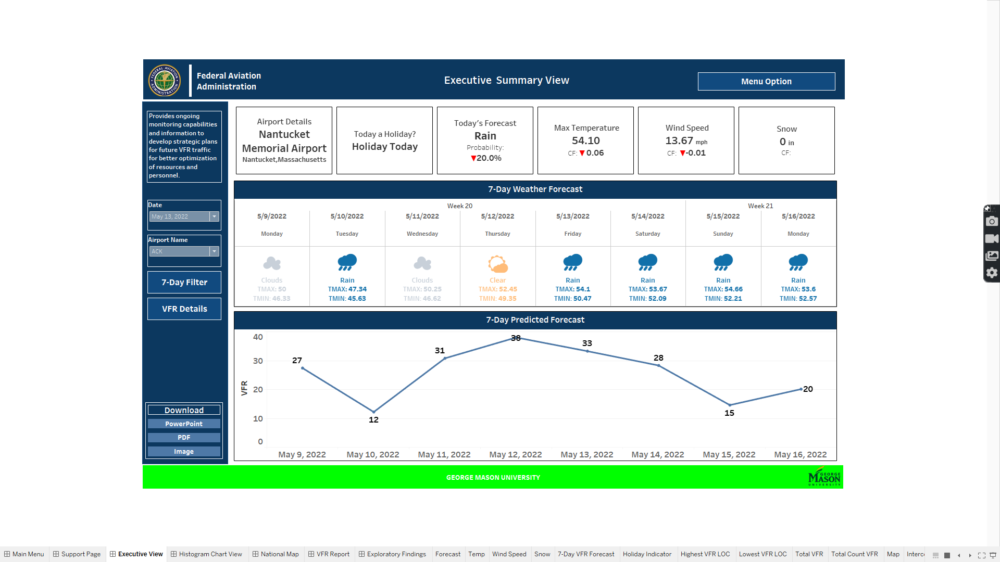 Federal Aviation
Administration
Executive Summary View
Menu Option
Provides ongoing
monitoring capabilities
and information to
develop strategic plans
for future VFR traffic
for better optimization
of resources and
personnel.
Date
May 13, 2022
Airport Name
ACK
7-Day Filter
VFR Details
Download
PowerPoint
PDF
Image
Airport Details
Nantucket
Memorial Airport
Nantucket,Massachusetts
Today a Holiday?
Holiday Today
Today's Forecast
Rain
Probability:
▼20.0%
Max Temperature
54.10
CF: ▼ 0.06
Wind Speed
13.67 mph
CF: ▼-0.01
Snow
0 in
CF:
7-Day Weather Forecast
Week 20 Week 21
5/9/2022 5/10/2022 5/11/2022 5/12/2022 5/13/2022 5/14/2022 5/15/2022 5/16/2022
Monday Tuesday Wednesday Thursday Friday Saturday Sunday Monday
Clouds Rain Clouds Clear Rain Rain Rain Rain
TMAX: 50 TMAX: 47.34 TMAX: 50.25 TMAX: 52.45 TMAX: 54.1 TMAX: 53.67 TMAX: 54.66 TMAX: 53.6
TMIN: 46.33 TMIN: 45.63 TMIN: 46.62 TMIN: 49.35 TMIN: 50.47 TMIN: 52.09 TMIN: 52.21 TMIN: 52.57
7-Day Predicted Forecast
VFR
40
30
20
10
0
27
12
31
38
33
28
15
20
May 9, 2022 May 10, 2022 May 11, 2022 May 12, 2022 May 13, 2022 May 14, 2022 May 15, 2022 May 16, 2022
GEORGE MASON UNIVERSITY
GEORGE
MASON
UNIVERSITY
Main Menu Support Page Executive View Histogram Chart View National Map VFR Report Exploratory Findings Forecast Temp Wind Speed Snow 7-Day VFR Forecast Holiday Indicator Highest VFR LOC Lowest VFR LOC Total VFR Total Count VFR Map Interc
FEDERAL AVIATION
ADMINISTRATION